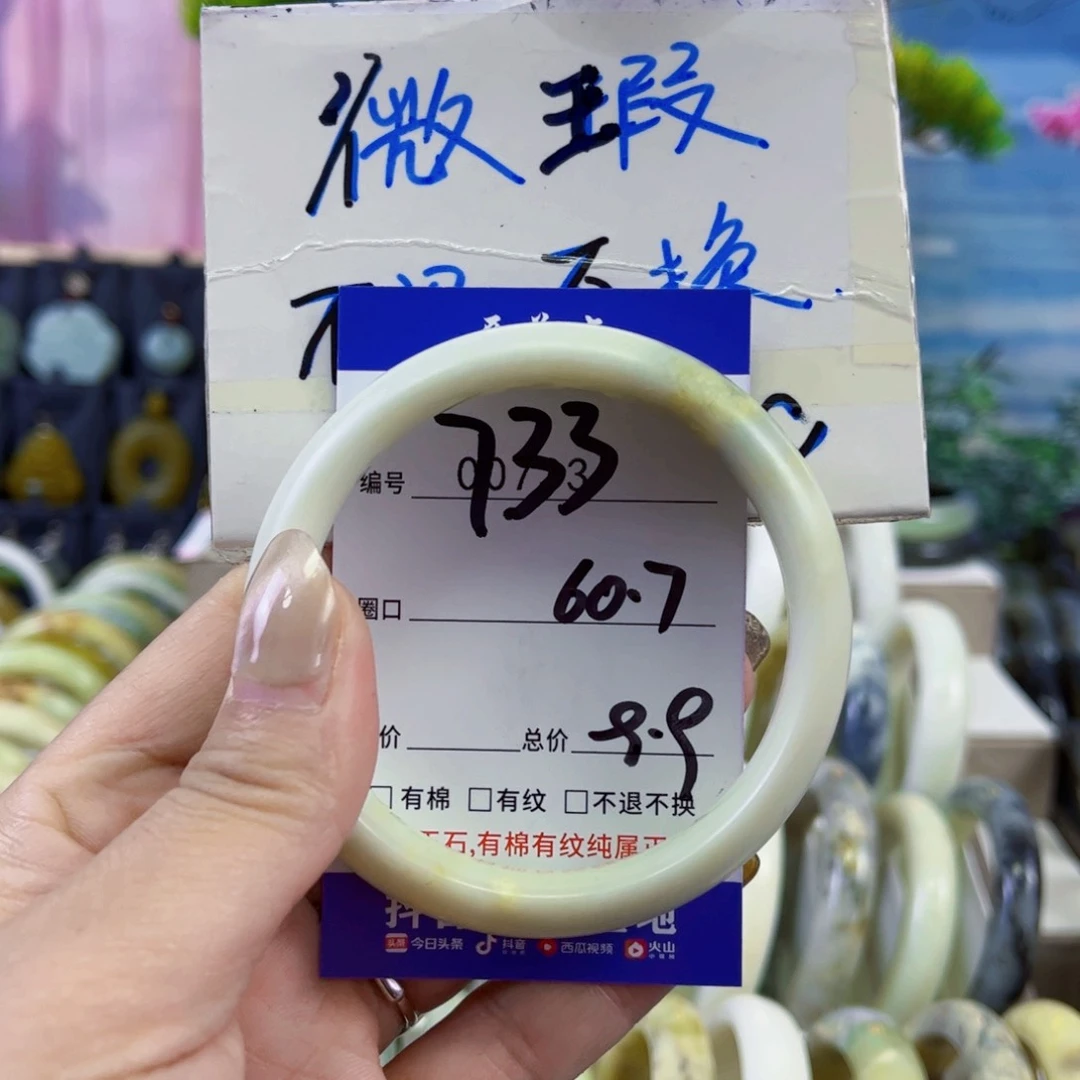 微瑕
不退不换
编号 733
圈口 60.7
价 总价 9.9
□有棉 □有纹 □不退不换
玉石,有棉有纹纯属正
今日头条 抖音 西瓜视频 火山